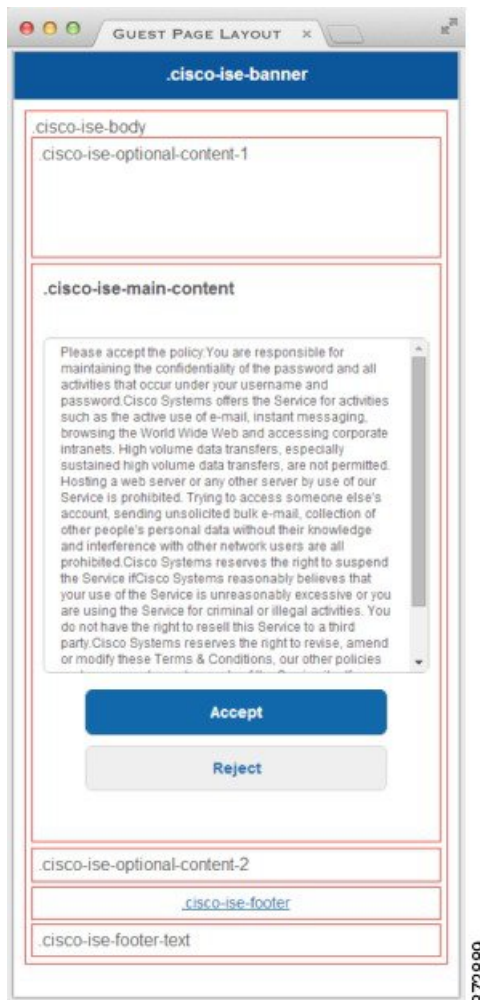 GUEST PAGE LAYOUT ×
.cisco-ise-banner
.cisco-ise-body
.cisco-ise-optional-content-1
.cisco-ise-main-content
Please accept the policy:You are responsible for
maintaining the confidentiality of the password and all
activities that occur under your username and
password.Cisco Systems offers the Service for activities
such as the active use of e-mail, instant messaging,
browsing the World Wide Web and accessing corporate
intranets. High volume data transfers, especially
sustained high volume data transfers, are not permitted.
Hosting a web server or any other server by use of our
Service is prohibited. Trying to access someone else's
account, sending unsolicited bulk e-mail, collection of
other people's personal data without their knowledge
and interference with other network users are all
prohibited.Cisco Systems reserves the right to suspend
the Service ifCisco Systems reasonably believes that
your use of the Service is unreasonably excessive or you
are using the Service for criminal or illegal activities. You
do not have the right to resell this Service to a third
party.Cisco Systems reserves the right to revise, amend
or modify these Terms & Conditions, our other policies
Accept
Reject
.cisco-ise-optional-content-2
.cisco-ise-footer
.cisco-ise-footer-text
372889